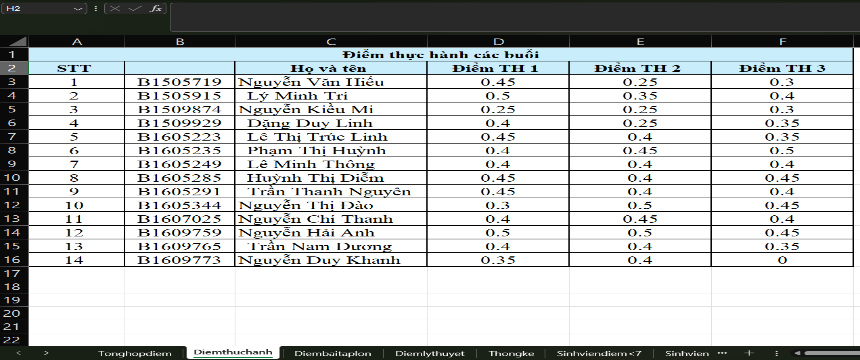 H2
fx
A B C D E F
1 Điểm thực hành các buổi
2 STT Họ và tên Điểm TH 1 Điểm TH 2 Điểm TH 3
3 1 B1505719 Nguyễn Văn Hiếu 0.45 0.25 0.3
4 2 B1505915 Lý Minh Trí 0.5 0.35 0.4
5 3 B1509874 Nguyễn Kiều Mi 0.25 0.25 0.3
6 4 B1509929 Dặng Duy Linh 0.4 0.25 0.35
7 5 B1605223 Lê Thị Trúc Linh 0.45 0.4 0.35
8 6 B1605235 Phạm Thị Huỳnh 0.4 0.45 0.5
9 7 B1605249 Lê Minh Thông 0.4 0.4 0.4
10 8 B1605285 Huỳnh Thị Diễm 0.45 0.4 0.45
11 9 B1605291 Trần Thanh Nguyên 0.45 0.4 0.4
12 10 B1605344 Nguyễn Thị Đào 0.3 0.5 0.45
13 11 B1607025 Nguyễn Chí Thanh 0.4 0.45 0.4
14 12 B1609759 Nguyễn Hải Anh 0.5 0.5 0.45
15 13 B1609765 Trần Nam Dương 0.4 0.4 0.35
16 14 B1609773 Nguyễn Duy Khanh 0.35 0.4 0
17
18
19
20
21
22
Tonghopdiem Diemthuchanh Diembaitaplon Diemlythuyet Thongke Sinhviendiem<7 Sinhvien ...